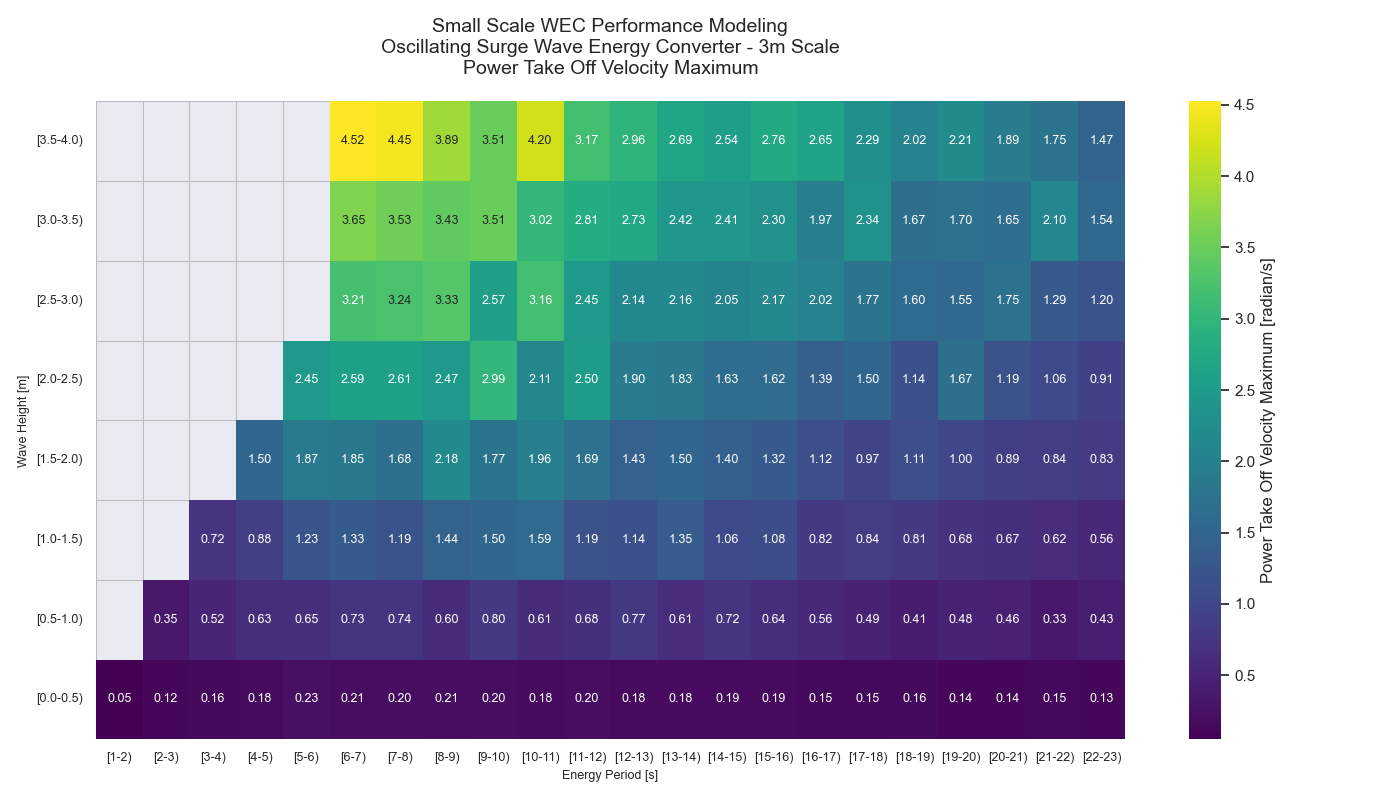 Small Scale WEC Performance Modeling
Oscillating Surge Wave Energy Converter - 3m Scale
Power Take Off Velocity Maximum
[3.5-4.0) 4.52 4.45 3.89 3.51 4.20 3.17 2.96 2.69 2.54 2.76 2.65 2.29 2.02 2.21 1.89 1.75 1.47
[3.0-3.5) 3.65 3.53 3.43 3.51 3.02 2.81 2.73 2.42 2.41 2.30 1.97 2.34 1.67 1.70 1.65 2.10 1.54
[2.5-3.0) 3.21 3.24 3.33 2.57 3.16 2.45 2.14 2.16 2.05 2.17 2.02 1.77 1.60 1.55 1.75 1.29 1.20
[2.0-2.5) 2.45 2.59 2.61 2.47 2.99 2.11 2.50 1.90 1.83 1.63 1.62 1.39 1.50 1.14 1.67 1.19 1.06 0.91
[1.5-2.0) 1.50 1.87 1.85 1.68 2.18 1.77 1.96 1.69 1.43 1.50 1.40 1.32 1.12 0.97 1.11 1.00 0.89 0.84 0.83
[1.0-1.5) 0.72 0.88 1.23 1.33 1.19 1.44 1.50 1.59 1.19 1.14 1.35 1.06 1.08 0.82 0.84 0.81 0.68 0.67 0.62 0.56
[0.5-1.0) 0.35 0.52 0.63 0.65 0.73 0.74 0.60 0.80 0.61 0.68 0.77 0.61 0.72 0.64 0.56 0.49 0.41 0.48 0.46 0.33 0.43
[0.0-0.5) 0.05 0.12 0.16 0.18 0.23 0.21 0.20 0.21 0.20 0.18 0.20 0.18 0.18 0.19 0.19 0.15 0.15 0.16 0.14 0.14 0.15 0.13
[1-2) [2-3) [3-4) [4-5) [5-6) [6-7) [7-8) [8-9) [9-10) [10-11) [11-12) [12-13) [13-14) [14-15) [15-16) [16-17) [17-18) [18-19) [19-20) [20-21) [21-22) [22-23)
Energy Period [s]
Wave Height [m]
4.5
4.0
3.5
3.0
2.5
2.0
1.5
1.0
0.5
Power Take Off Velocity Maximum [radian/s]